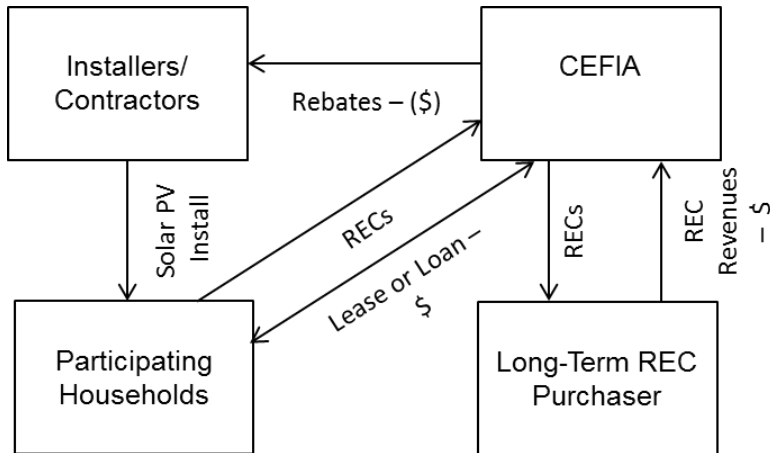 Installers/
Contractors
CEFIA
Rebates – ($)
Solar PV
Install
RECs
Lease or Loan –
$
RECs
REC
Revenues
– $
Participating
Households
Long-Term REC
Purchaser